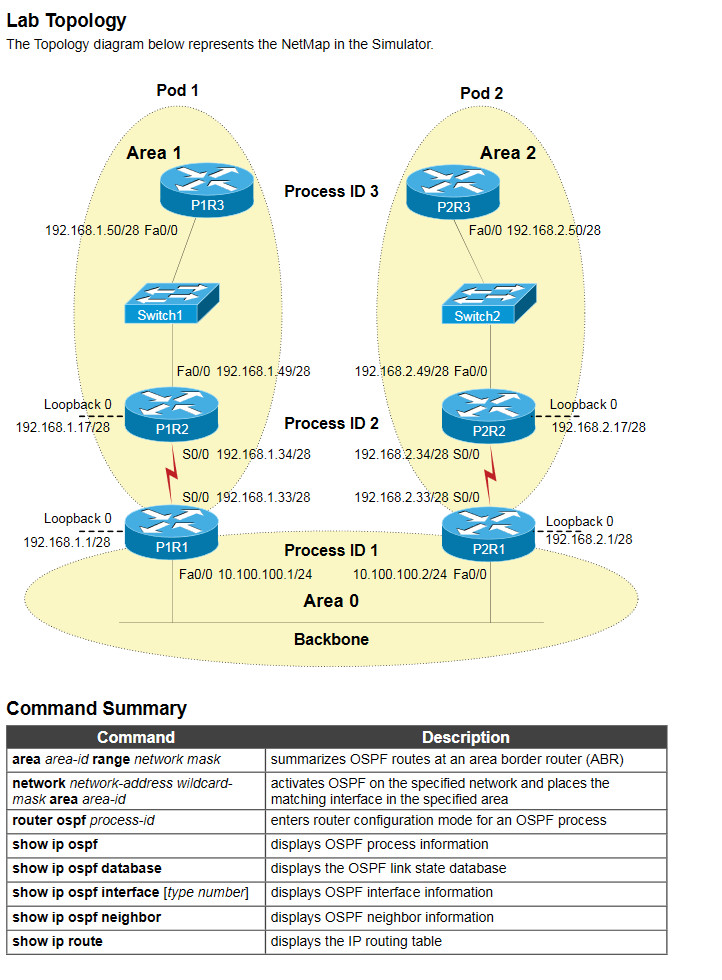 Lab Topology
The Topology diagram below represents the NetMap in the Simulator.
Pod 1
Pod 2
Area 1
Area 2
P1R3
Process ID 3
P2R3
192.168.1.50/28 Fa0/0
Fa0/0 192.168.2.50/28
Switch1
Switch2
Fa0/0 192.168.1.49/28
192.168.2.49/28 Fa0/0
Loopback 0
Loopback 0
192.168.1.17/28
P1R2
Process ID 2
P2R2
192.168.2.17/28
S0/0 192.168.1.34/28
192.168.2.34/28 S0/0
S0/0 192.168.1.33/28
192.168.2.33/28 S0/0
Loopback 0
Loopback 0
192.168.1.1/28
P1R1
Process ID 1
P2R1
192.168.2.1/28
Fa0/0 10.100.100.1/24
10.100.100.2/24 Fa0/0
Area 0
Backbone
Command Summary
Command Description
area area-id range network mask summarizes OSPF routes at an area border router (ABR)
network network-address wildcard- activates OSPF on the specified network and places the
mask area area-id matching interface in the specified area
router ospf process-id enters router configuration mode for an OSPF process
show ip ospf displays OSPF process information
show ip ospf database displays the OSPF link state database
show ip ospf interface [type number] displays OSPF interface information
show ip ospf neighbor displays OSPF neighbor information
show ip route displays the IP routing table